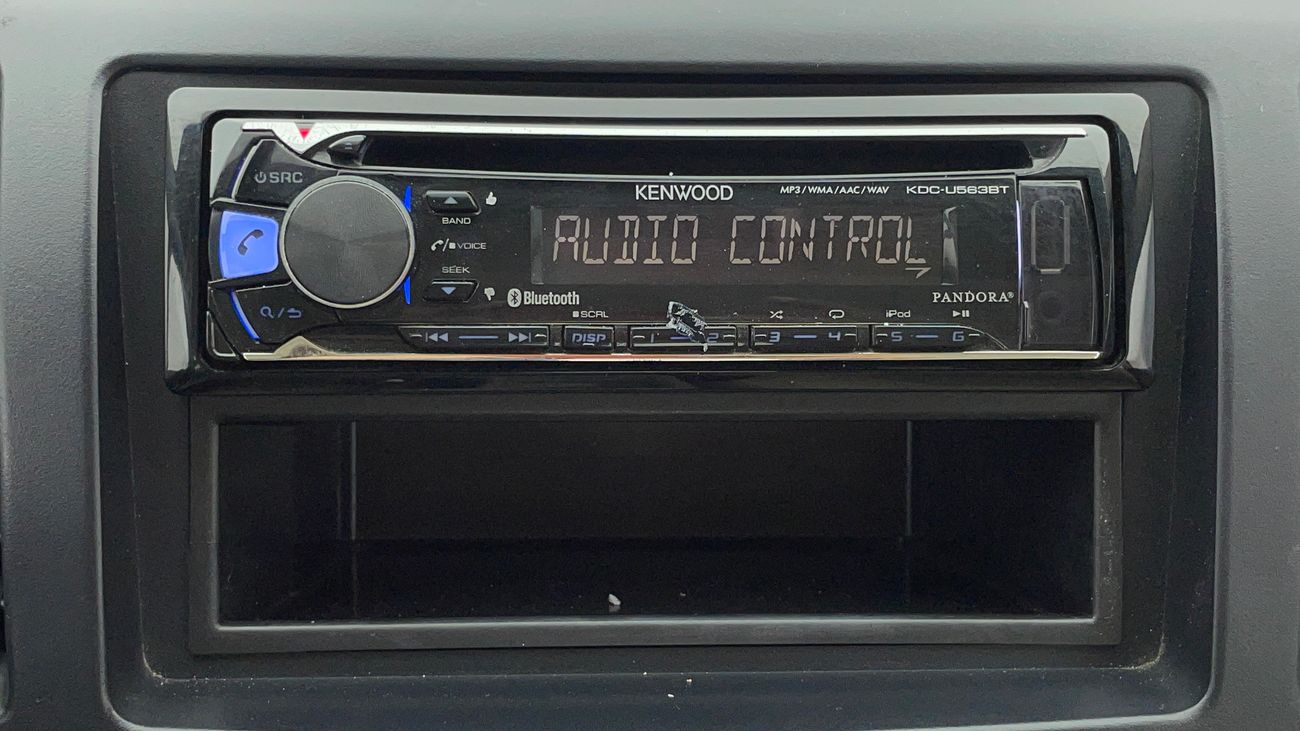 SRC
KENWOOD MP3/WMA/AAC/WAV KDC-U563BT
BAND
AUDIO CONTROL
VOICE
SEEK
Bluetooth
PANDORA®
SCRL iPod
DISP 1 2 3 4 5 6